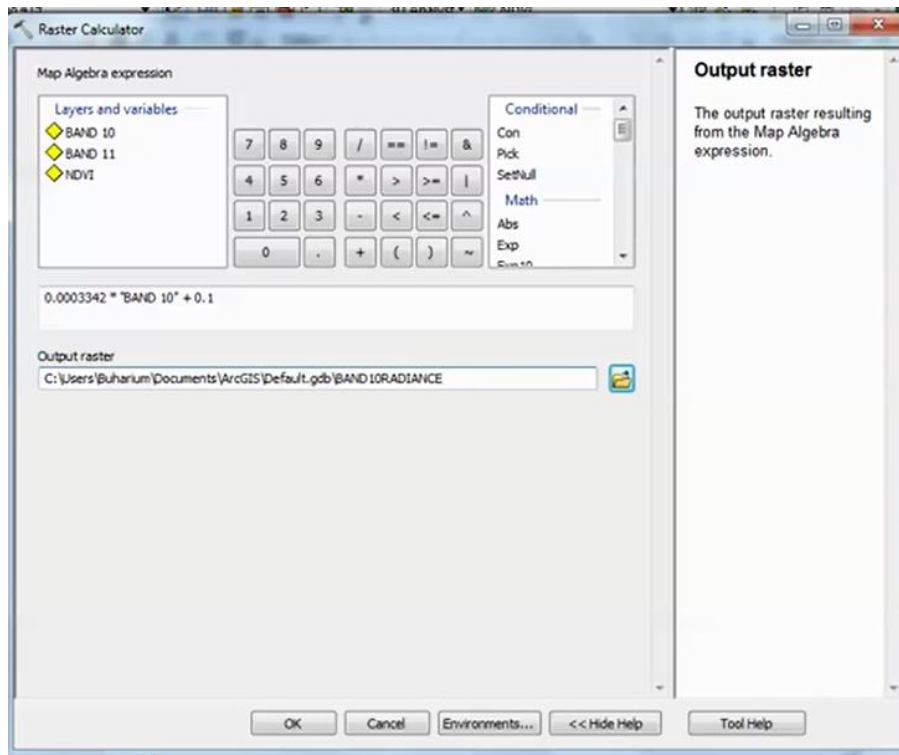 Raster Calculator
Map Algebra expression
Layers and variables
BAND 10
BAND 11
NDVI
7 8 9 / == != &
4 5 6 * > >= |
1 2 3 - < <= ^
0 . + ( ) ~
Conditional
Con
Pick
SetNull
Math
Abs
Exp
Exp10
0.0003342 * "BAND 10" + 0.1
Output raster
C:\Users\Buharium\Documents\ArcGIS\Default.gdb\BAND10RADIANCE
OK
Cancel
Environments...
<< Hide Help
Tool Help
Output raster
The output raster resulting
from the Map Algebra
expression.